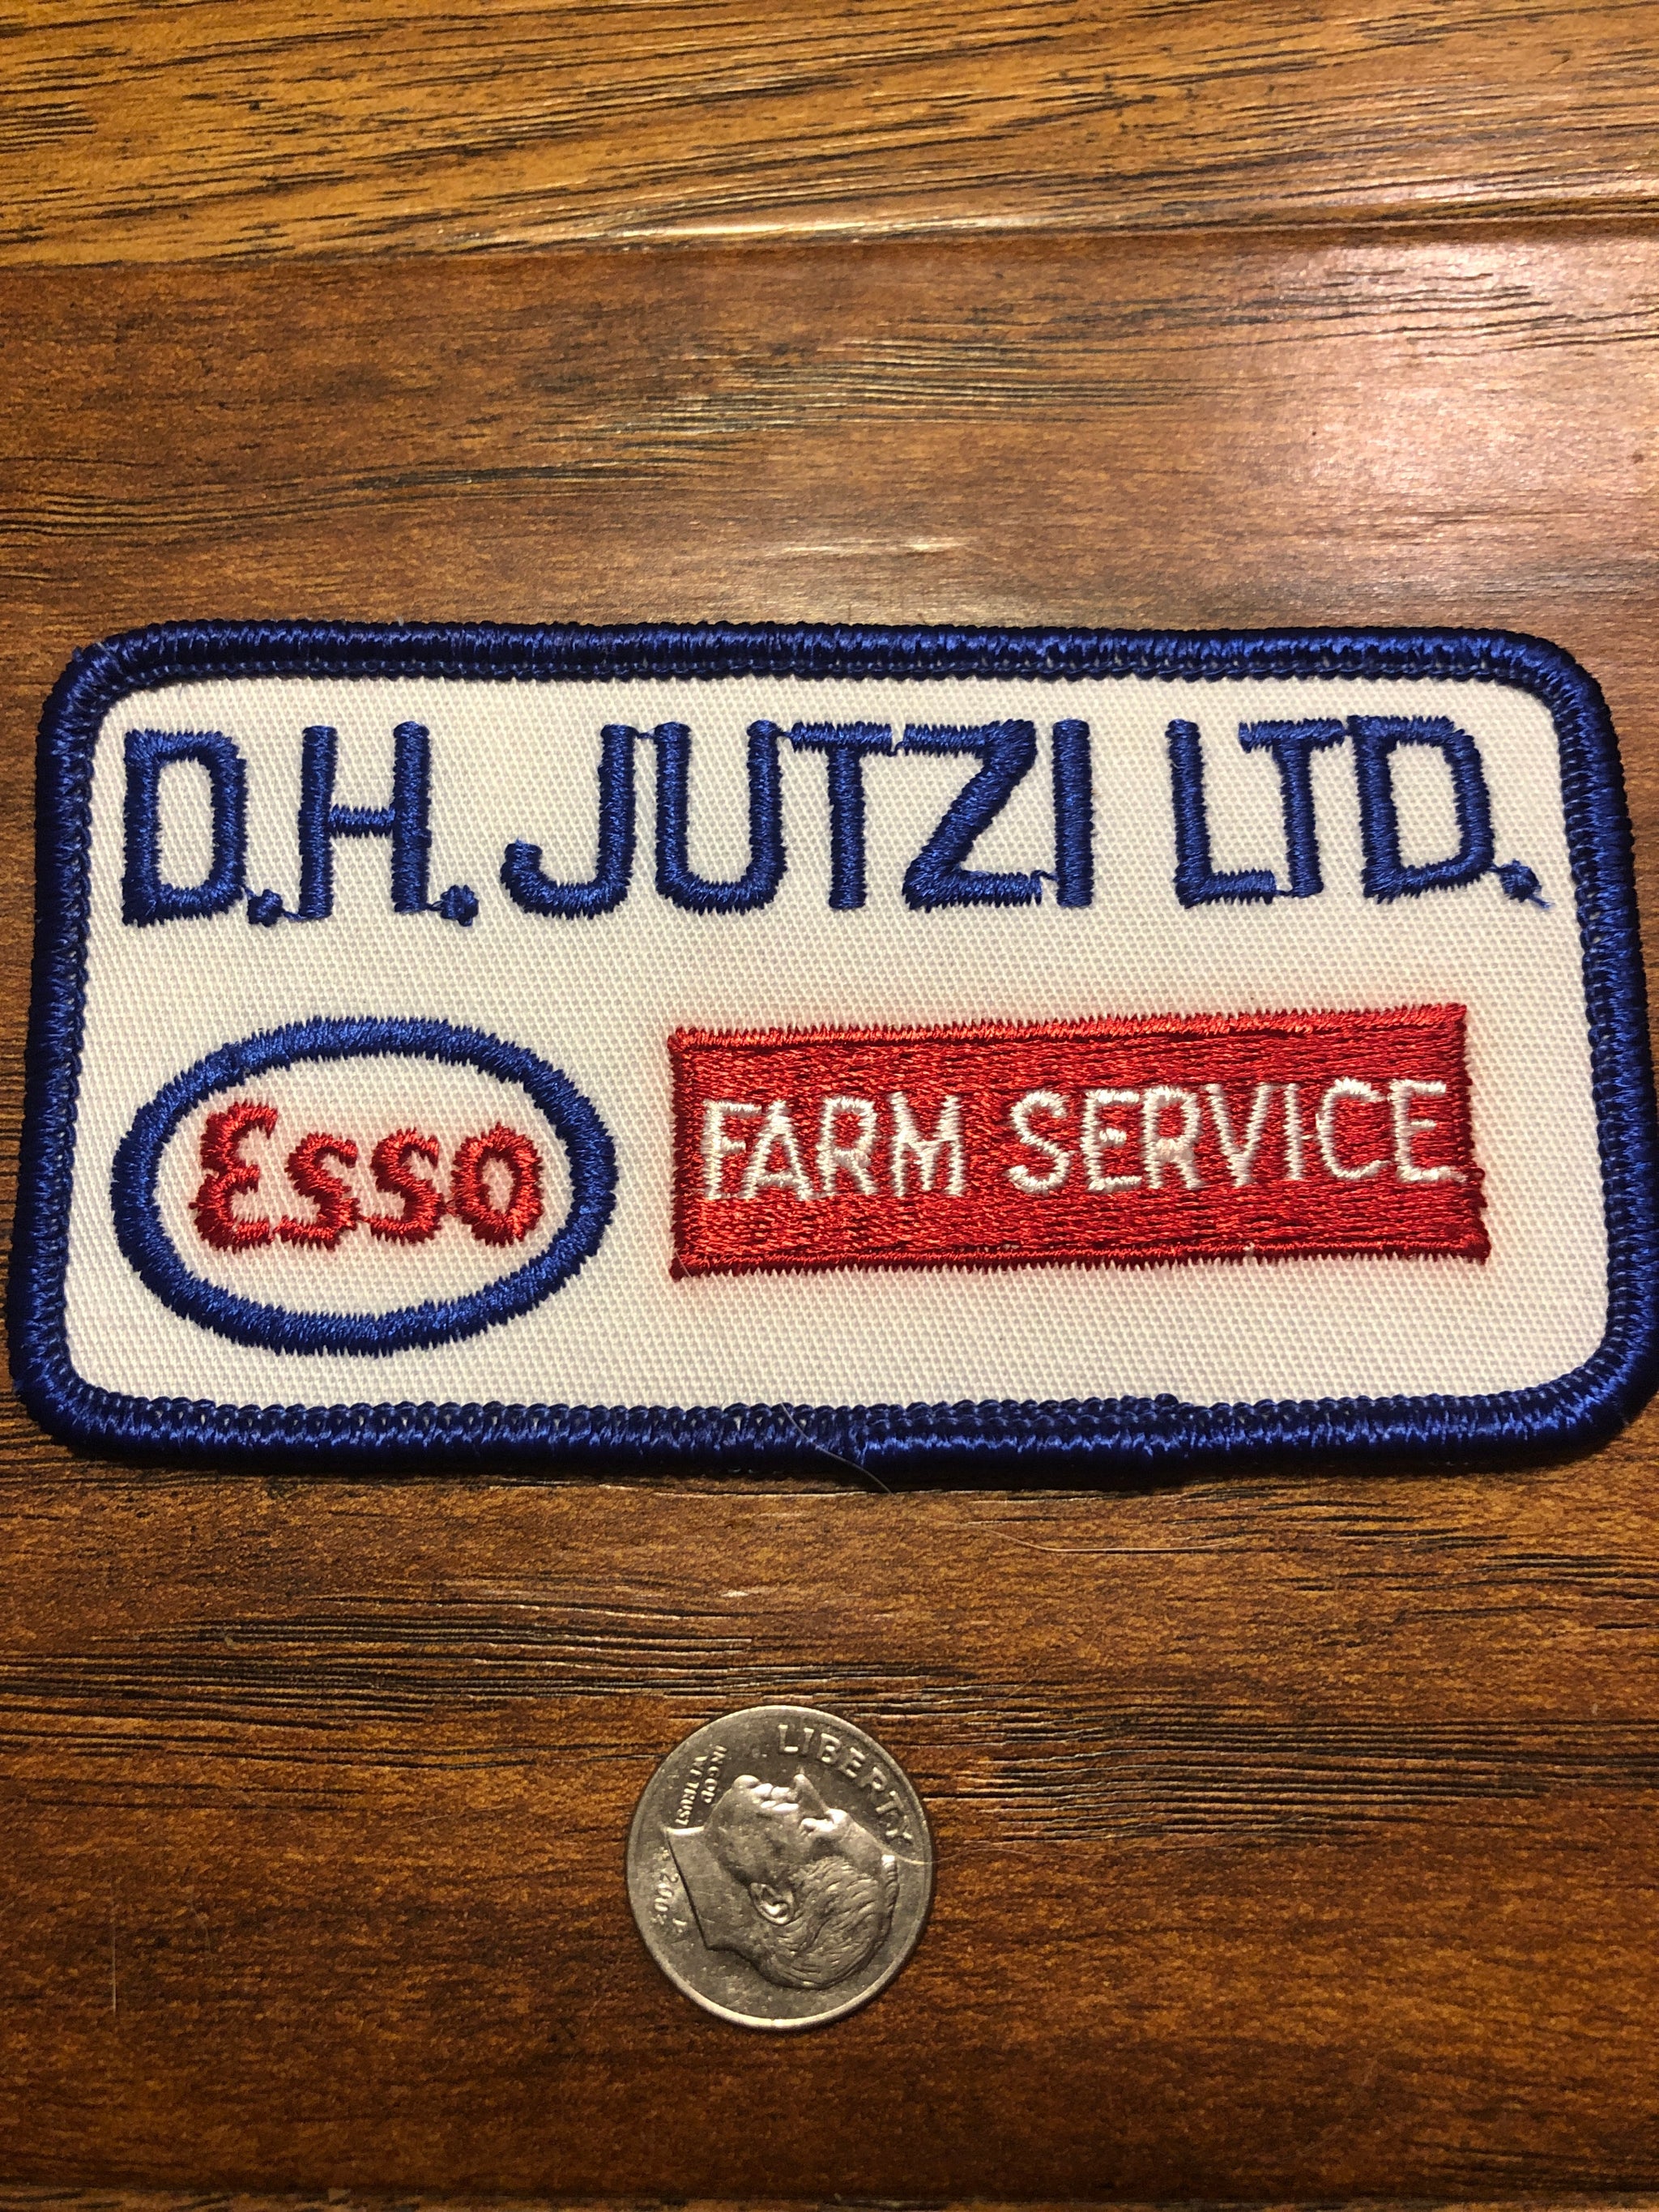 D.H. JUTZI LTD.
Esso
FARM SERVICE
LIBERTY
IN GOD
WE TRUST